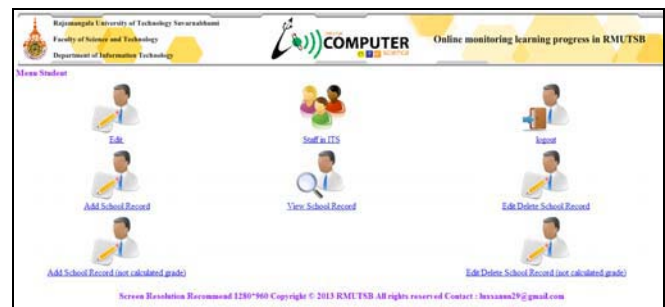 Rajamangala University of Technology Suvarnabhumi
Faculty of Science and Technology
Department of Information Technology
COMPUTER
SCIENCE
Online monitoring learning progress in RMUTSB
Menu Student
Edit
Staff in ITS
logout
Add School Record
View School Record
Edit/Delete School Record
Add School Record (not calculated grade)
Edit/Delete School Record (not calculated grade)
Screen Resolution Recommend 1280*960 Copyright © 2013 RMUTSB All rights reserved Contact :